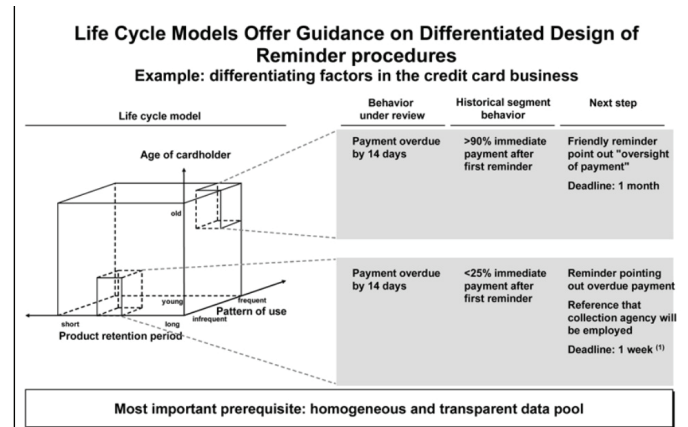 Life Cycle Models Offer Guidance on Differentiated Design of
Reminder procedures
Example: differentiating factors in the credit card business
Life cycle model
Behavior
under review
Historical segment
behavior
Next step
Age of cardholder
old
young
long
short
Product retention period
infrequent
frequent
Pattern of use
Payment overdue
by 14 days
>90% immediate
payment after
first reminder
Friendly reminder
point out "oversight
of payment"
Deadline: 1 month
Payment overdue
by 14 days
<25% immediate
payment after
first reminder
Reminder pointing
out overdue payment
Reference that
collection agency will
be employed
Deadline: 1 week (1)
Most important prerequisite: homogeneous and transparent data pool